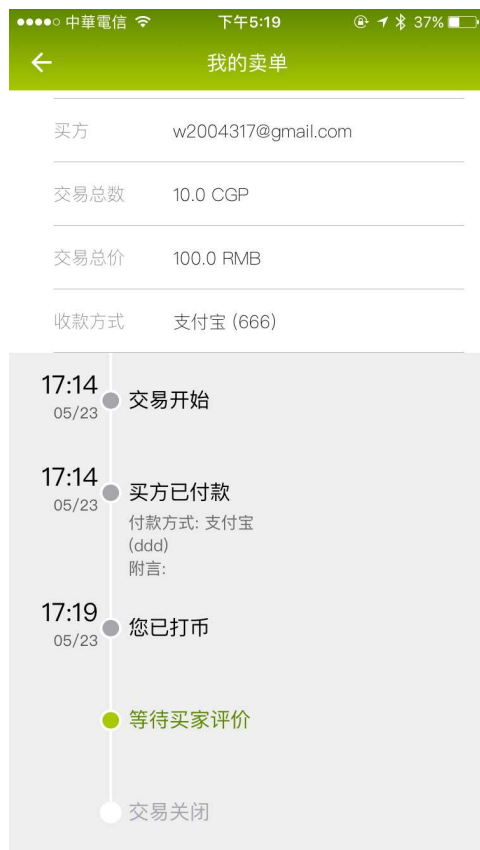 中華電信 下午5:19 37%
我的卖单
买方 w2004317@gmail.com
交易总数 10.0 CGP
交易总价 100.0 RMB
收款方式 支付宝 (666)
17:14 交易开始
05/23
17:14 买方已付款
05/23
付款方式: 支付宝
(ddd)
附言:
17:19 您已打币
05/23
等待买家评价
交易关闭